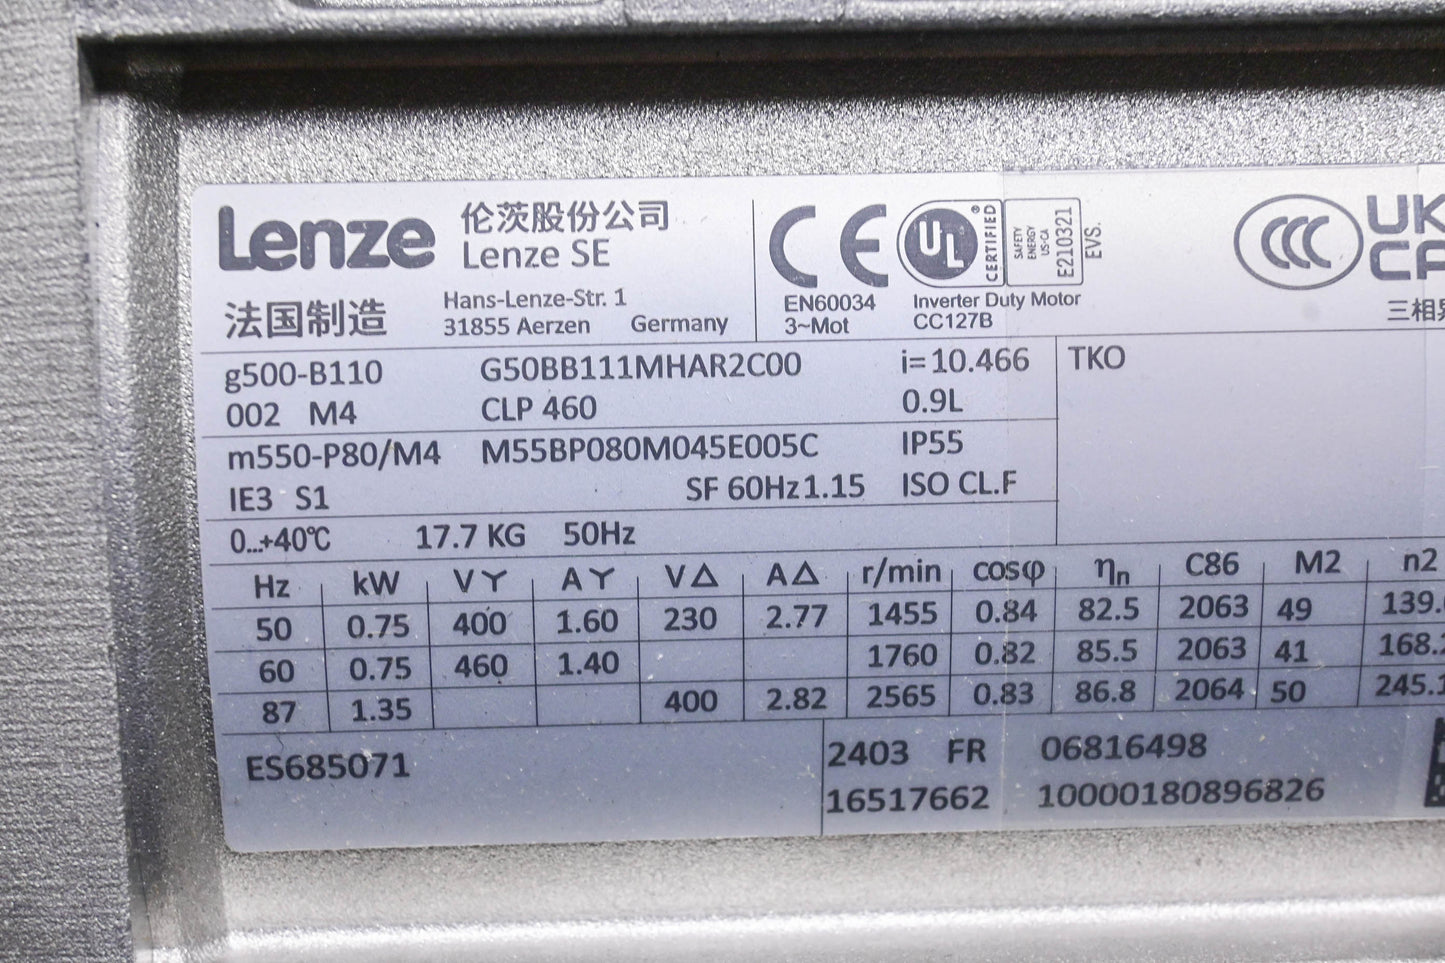 Lenze 伦茨股份公司
Lenze SE
法国制造 Hans-Lenze-Str. 1
31855 Aerzen Germany
CE
EN60034
3~Mot
UL ® CERTIFIED
SAFETY
ENERGY
US-CA
E210321
EVS.
Inverter Duty Motor
CC127B
CCC
UK
CA
三相
g500-B110 G50BB111MHAR2C00 i=10.466 TKO
002 M4 CLP 460 0.9L
m550-P80/M4 M55BP080M045E005C IP55
IE3 S1 SF 60Hz1.15 ISO CL.F
0...+40℃ 17.7 KG 50Hz
Hz kW V Y A Y V△ A△ r/min cosφ ηn C86 M2 n2
50 0.75 400 1.60 230 2.77 1455 0.84 82.5 2063 49 139.
60 0.75 460 1.40 1760 0.82 85.5 2063 41 168.
87 1.35 400 2.82 2565 0.83 86.8 2064 50 245.1
ES685071 2403 FR 06816498
16517662 10000180896826